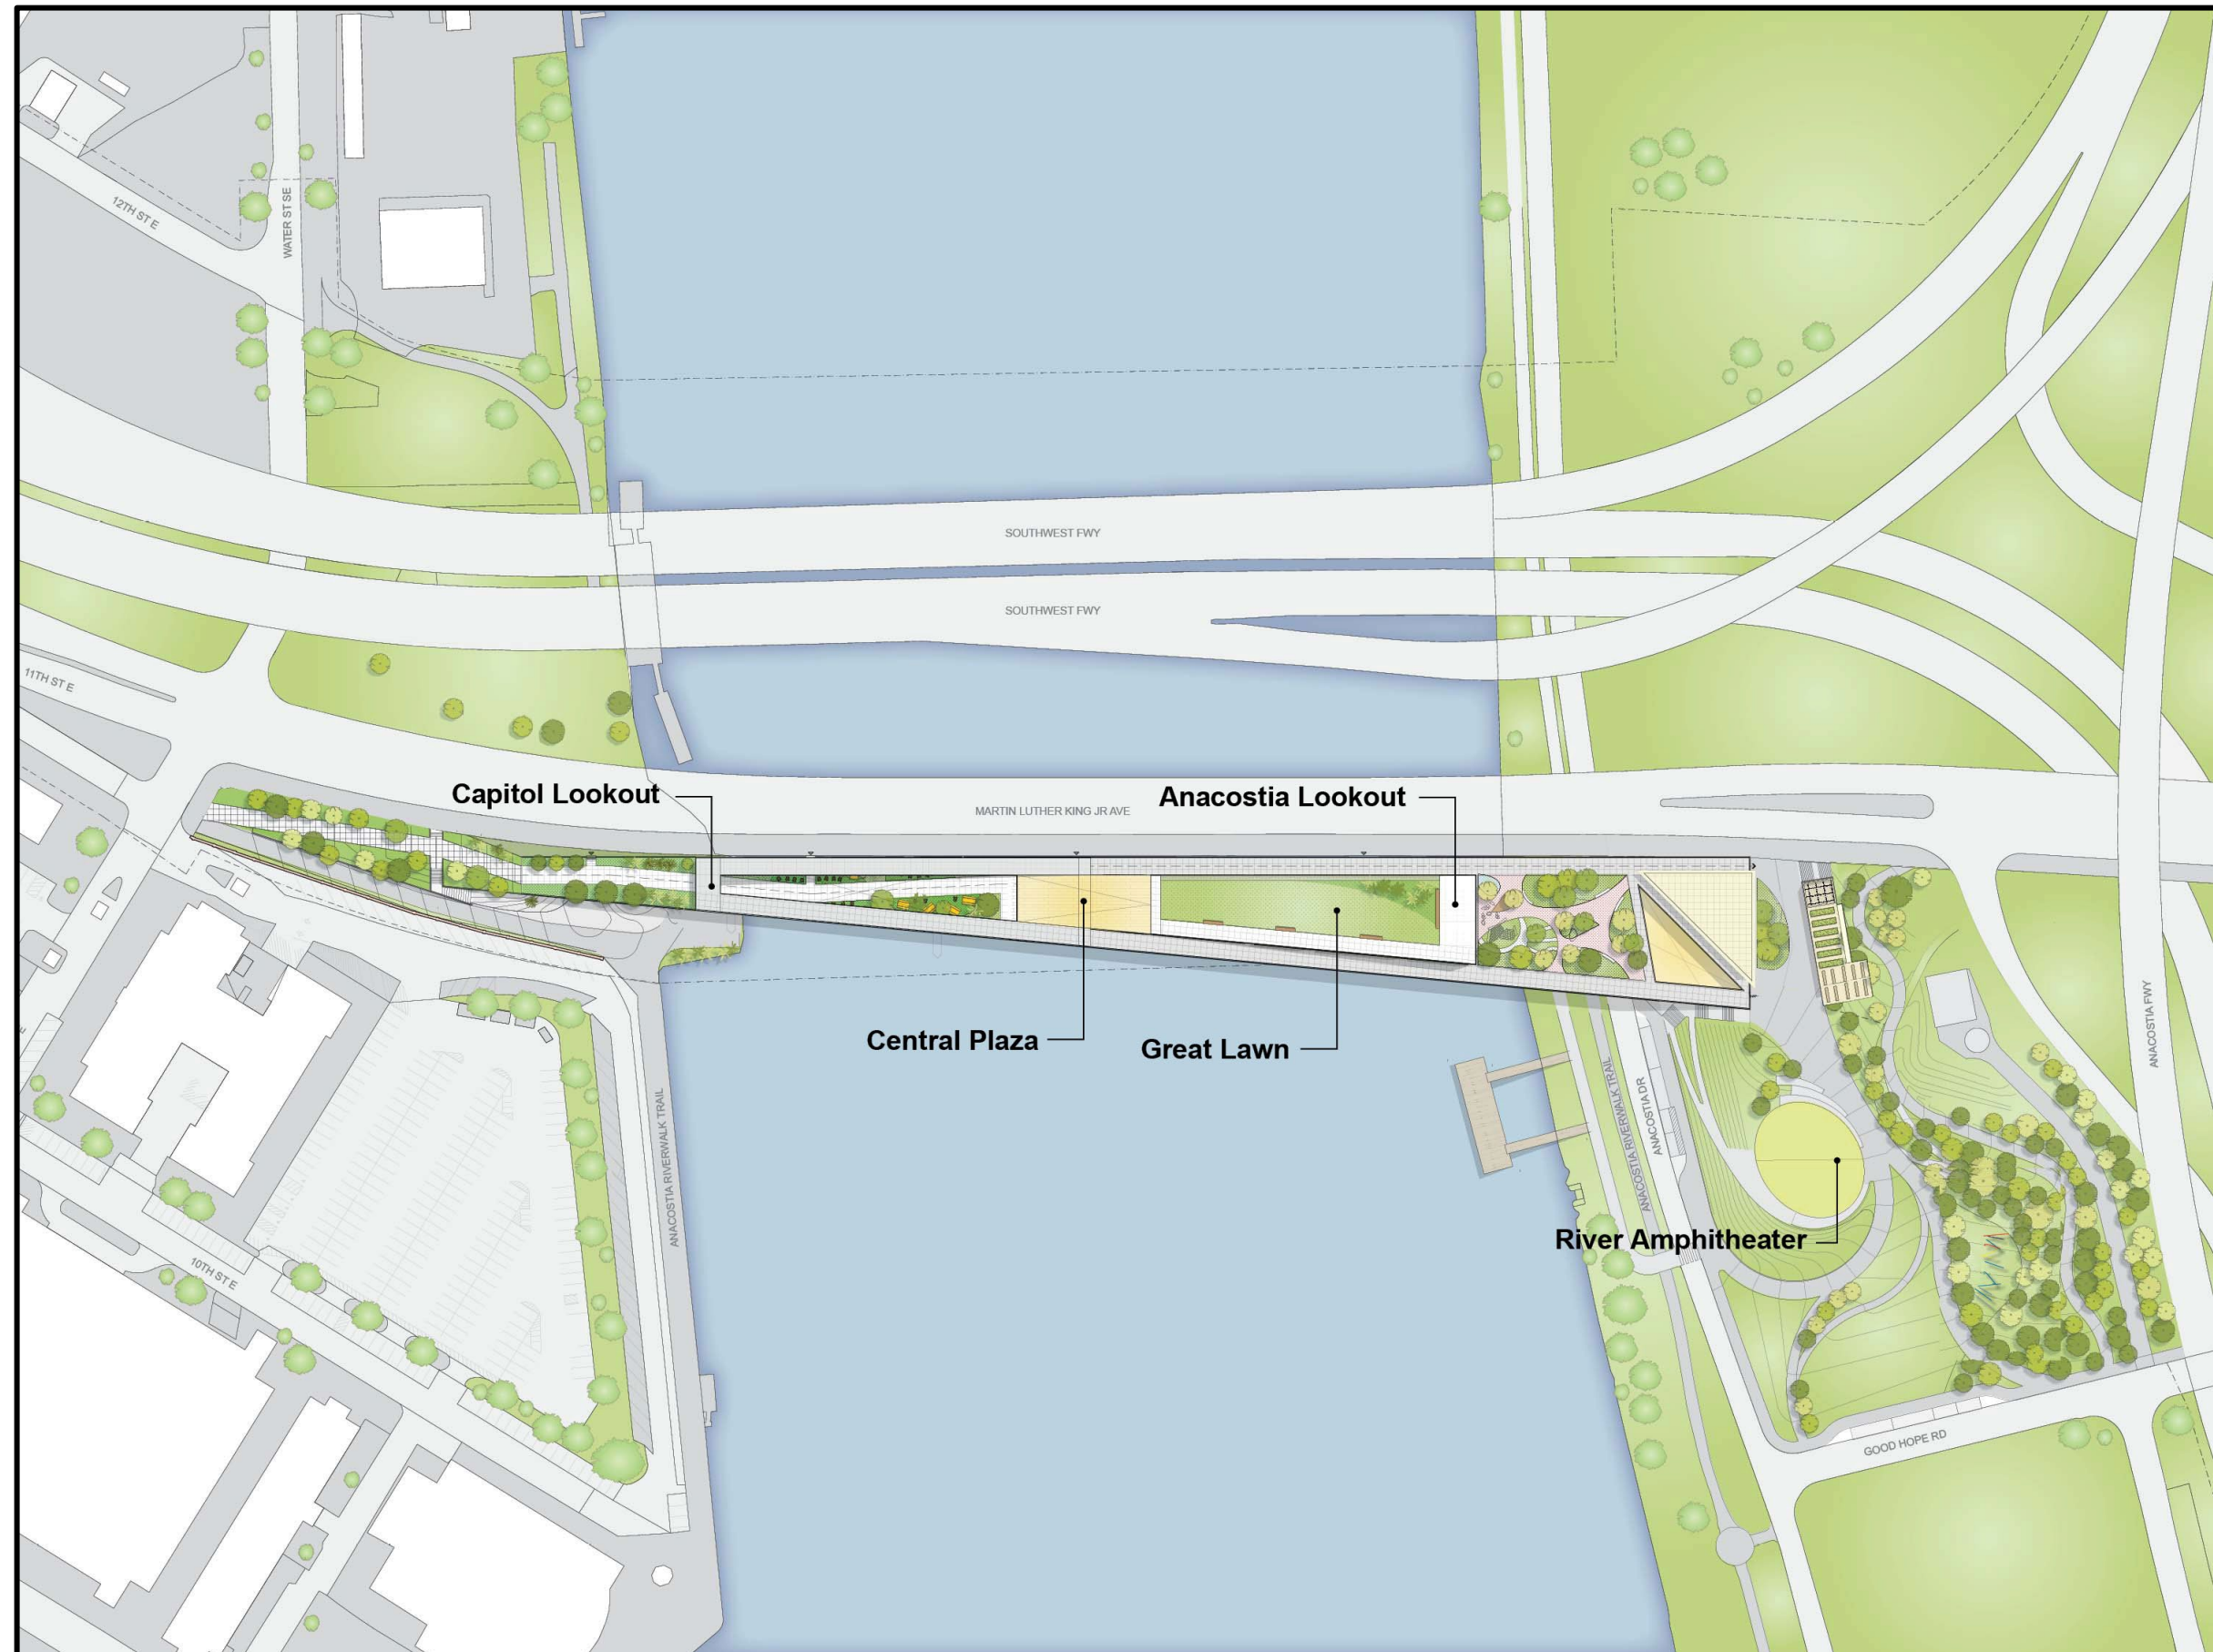 12TH ST E
WATER ST SE
SOUTHWEST FWY
SOUTHWEST FWY
11TH ST E
Capitol Lookout
Anacostia Lookout
MARTIN LUTHER KING JR AVE
Central Plaza
Great Lawn
ANACOSTIA FWY
ANACOSTIA RIVERWALK TRAIL
ANACOSTIA RIVERWALK TRAIL
ANACOSTIA DR
River Amphitheater
10TH ST E
GOOD HOPE RD